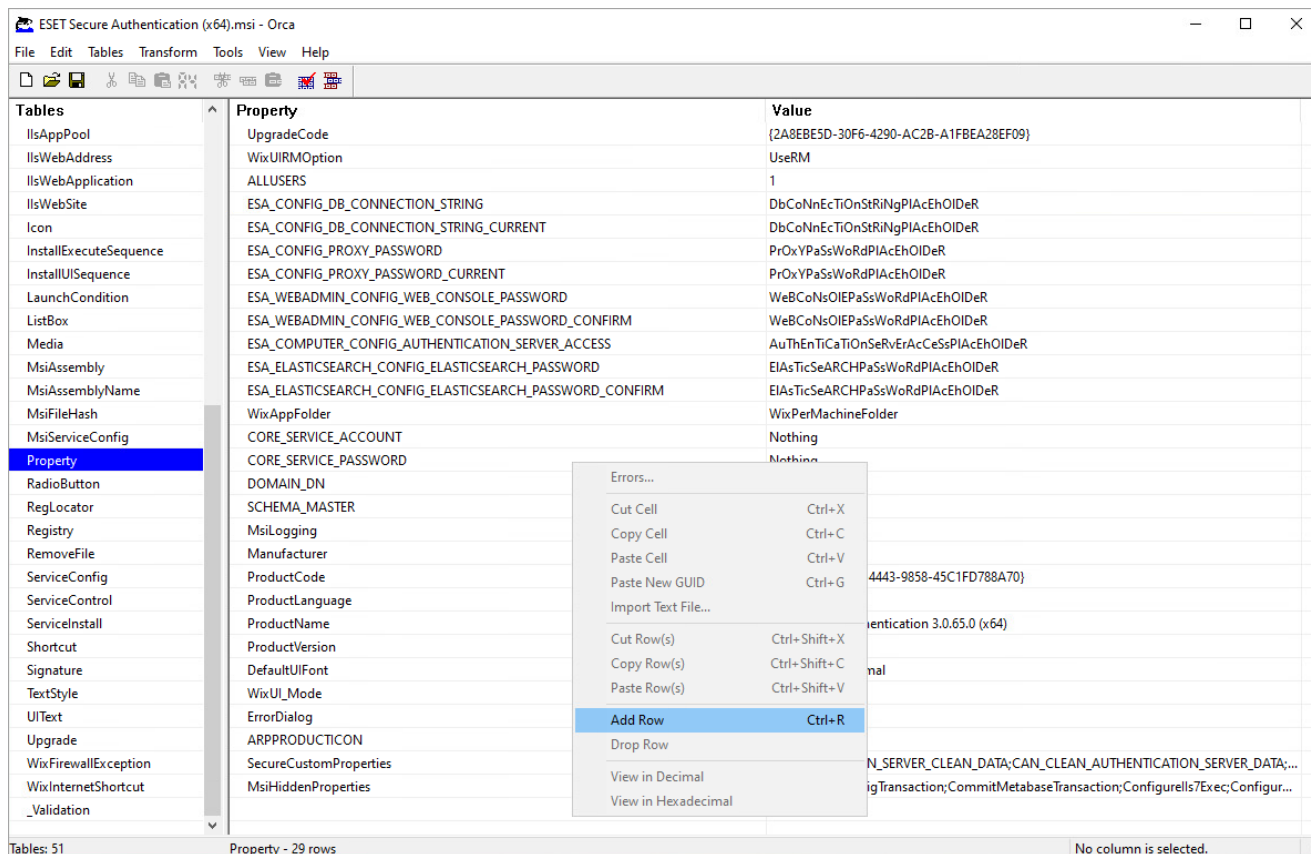 ESET Secure Authentication (x64).msi - Orca
File Edit Tables Transform Tools View Help
Tables Property Value
IIsAppPool UpgradeCode {2A8EBE5D-30F6-4290-AC2B-A1FBEA28EF09}
IIsWebAddress WixUIRMOption UseRM
IIsWebApplication ALLUSERS 1
IIsWebSite ESA_CONFIG_DB_CONNECTION_STRING DbCoNnEcTiOnStRiNgPlAcEhOlDeR
Icon ESA_CONFIG_DB_CONNECTION_STRING_CURRENT DbCoNnEcTiOnStRiNgPlAcEhOlDeR
InstallExecuteSequence ESA_CONFIG_PROXY_PASSWORD PrOxYPaSsWoRdPlAcEhOlDeR
InstallUISequence ESA_CONFIG_PROXY_PASSWORD_CURRENT PrOxYPaSsWoRdPlAcEhOlDeR
LaunchCondition ESA_WEBADMIN_CONFIG_WEB_CONSOLE_PASSWORD WeBCoNsOlEPaSsWoRdPlAcEhOlDeR
ListBox ESA_WEBADMIN_CONFIG_WEB_CONSOLE_PASSWORD_CONFIRM WeBCoNsOlEPaSsWoRdPlAcEhOlDeR
Media ESA_COMPUTER_CONFIG_AUTHENTICATION_SERVER_ACCESS AuThEnTiCaTiOnSeRvErAcCeSsPlAcEhOlDeR
MsiAssembly ESA_ELASTICSEARCH_CONFIG_ELASTICSEARCH_PASSWORD ElAsTicSeARCHPaSsWoRdPlAcEhOlDeR
MsiAssemblyName ESA_ELASTICSEARCH_CONFIG_ELASTICSEARCH_PASSWORD_CONFIRM ElAsTicSeARCHPaSsWoRdPlAcEhOlDeR
MsiFileHash WixAppFolder WixPerMachineFolder
MsiServiceConfig CORE_SERVICE_ACCOUNT Nothing
Property CORE_SERVICE_PASSWORD Nothing
RadioButton DOMAIN_DN
RegLocator SCHEMA_MASTER
Registry MsiLogging
RemoveFile Manufacturer
ServiceConfig ProductCode 4443-9858-45C1FD788A70}
ServiceControl ProductLanguage
ServiceInstall ProductName entication 3.0.65.0 (x64)
Shortcut ProductVersion
Signature DefaultUIFont mal
TextStyle WixUI_Mode
UIText ErrorDialog
Upgrade ARPPRODUCTICON
WixFirewallException SecureCustomProperties N_SERVER_CLEAN_DATA;CAN_CLEAN_AUTHENTICATION_SERVER_DATA;...
WixInternetShortcut MsiHiddenProperties igTransaction;CommitMetabaseTransaction;ConfigureIIs7Exec;Configur...
_Validation
Errors...
Cut Cell Ctrl+X
Copy Cell Ctrl+C
Paste Cell Ctrl+V
Paste New GUID Ctrl+G
Import Text File...
Cut Row(s) Ctrl+Shift+X
Copy Row(s) Ctrl+Shift+C
Paste Row(s) Ctrl+Shift+V
Add Row Ctrl+R
Drop Row
View in Decimal
View in Hexadecimal
Tables: 51 Property - 29 rows No column is selected.